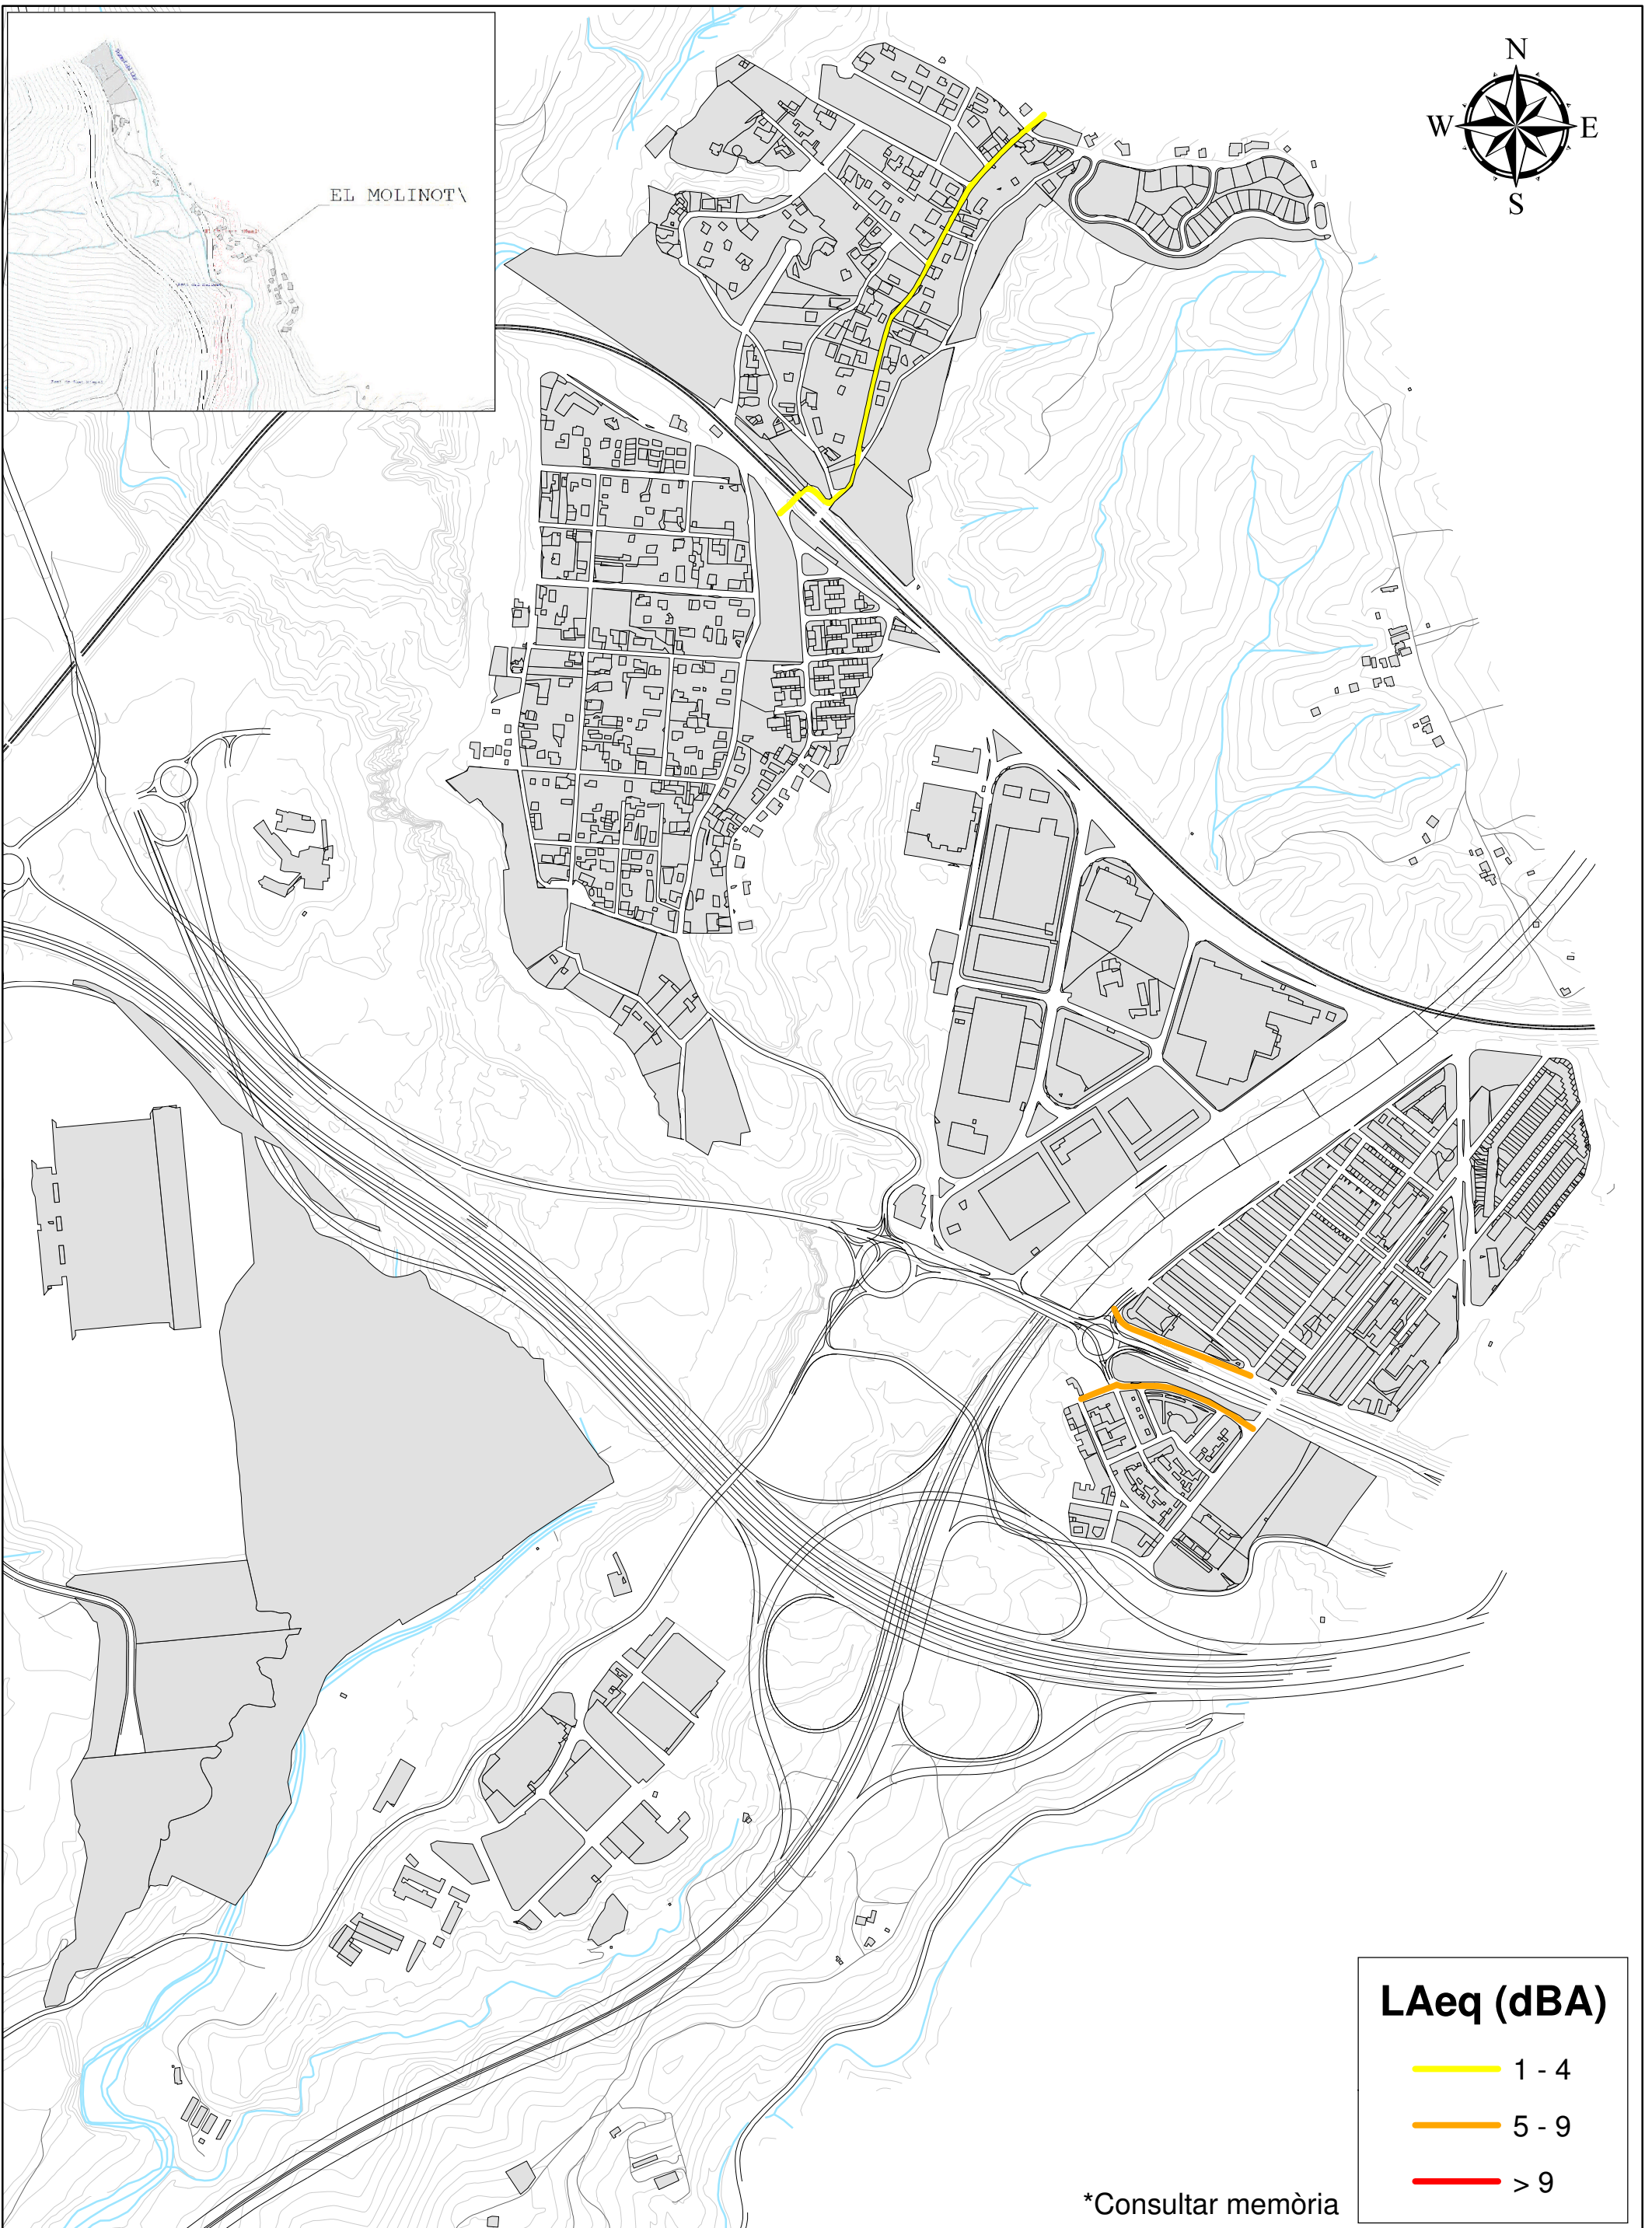 EL MOLINOT\
N
W
E
S
LAeq (dBA)
1 - 4
5 - 9
> 9
*Consultar memòria